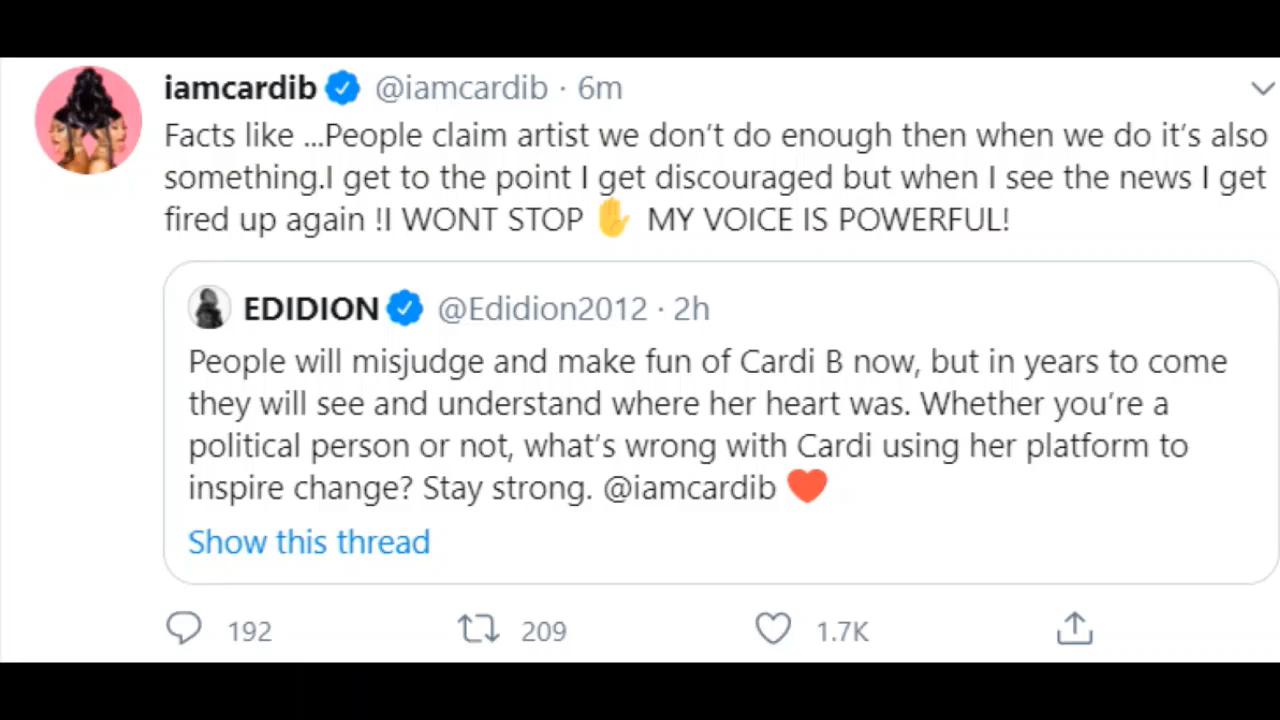 iamcardib @iamcardib · 6m
Facts like ...People claim artist we don't do enough then when we do it's also
something.I get to the point I get discouraged but when I see the news I get
fired up again !I WONT STOP ✋ MY VOICE IS POWERFUL!
EDIDION @Edidion2012 · 2h
People will misjudge and make fun of Cardi B now, but in years to come
they will see and understand where her heart was. Whether you're a
political person or not, what's wrong with Cardi using her platform to
inspire change? Stay strong. @iamcardib ❤️
Show this thread
192 209 1.7K